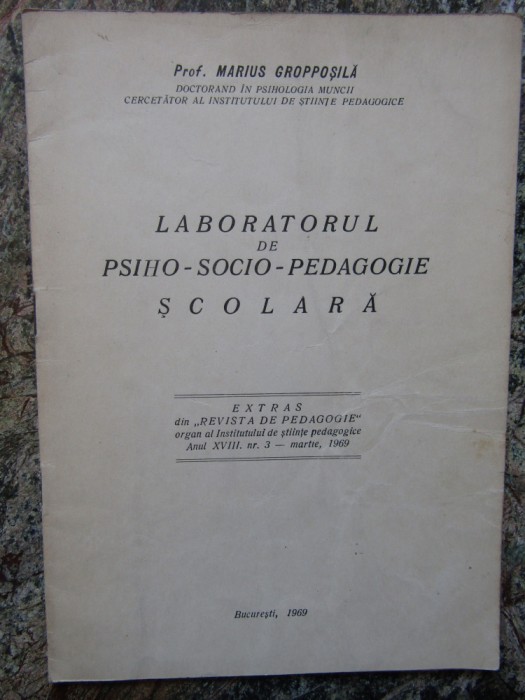 Prof. MARIUS GROPPOȘILĂ
DOCTORAND ÎN PSIHOLOGIA MUNCII
CERCETĂTOR AL INSTITUTULUI DE ȘTIINȚE PEDAGOGICE
LABORATORUL
DE
PSIHO-SOCIO-PEDAGOGIE
ȘCOLARĂ
EXTRAS
din „REVISTA DE PEDAGOGIE"
organ al Institutului de științe pedagogice
Anul XVIII. nr. 3 — martie, 1969
București, 1969